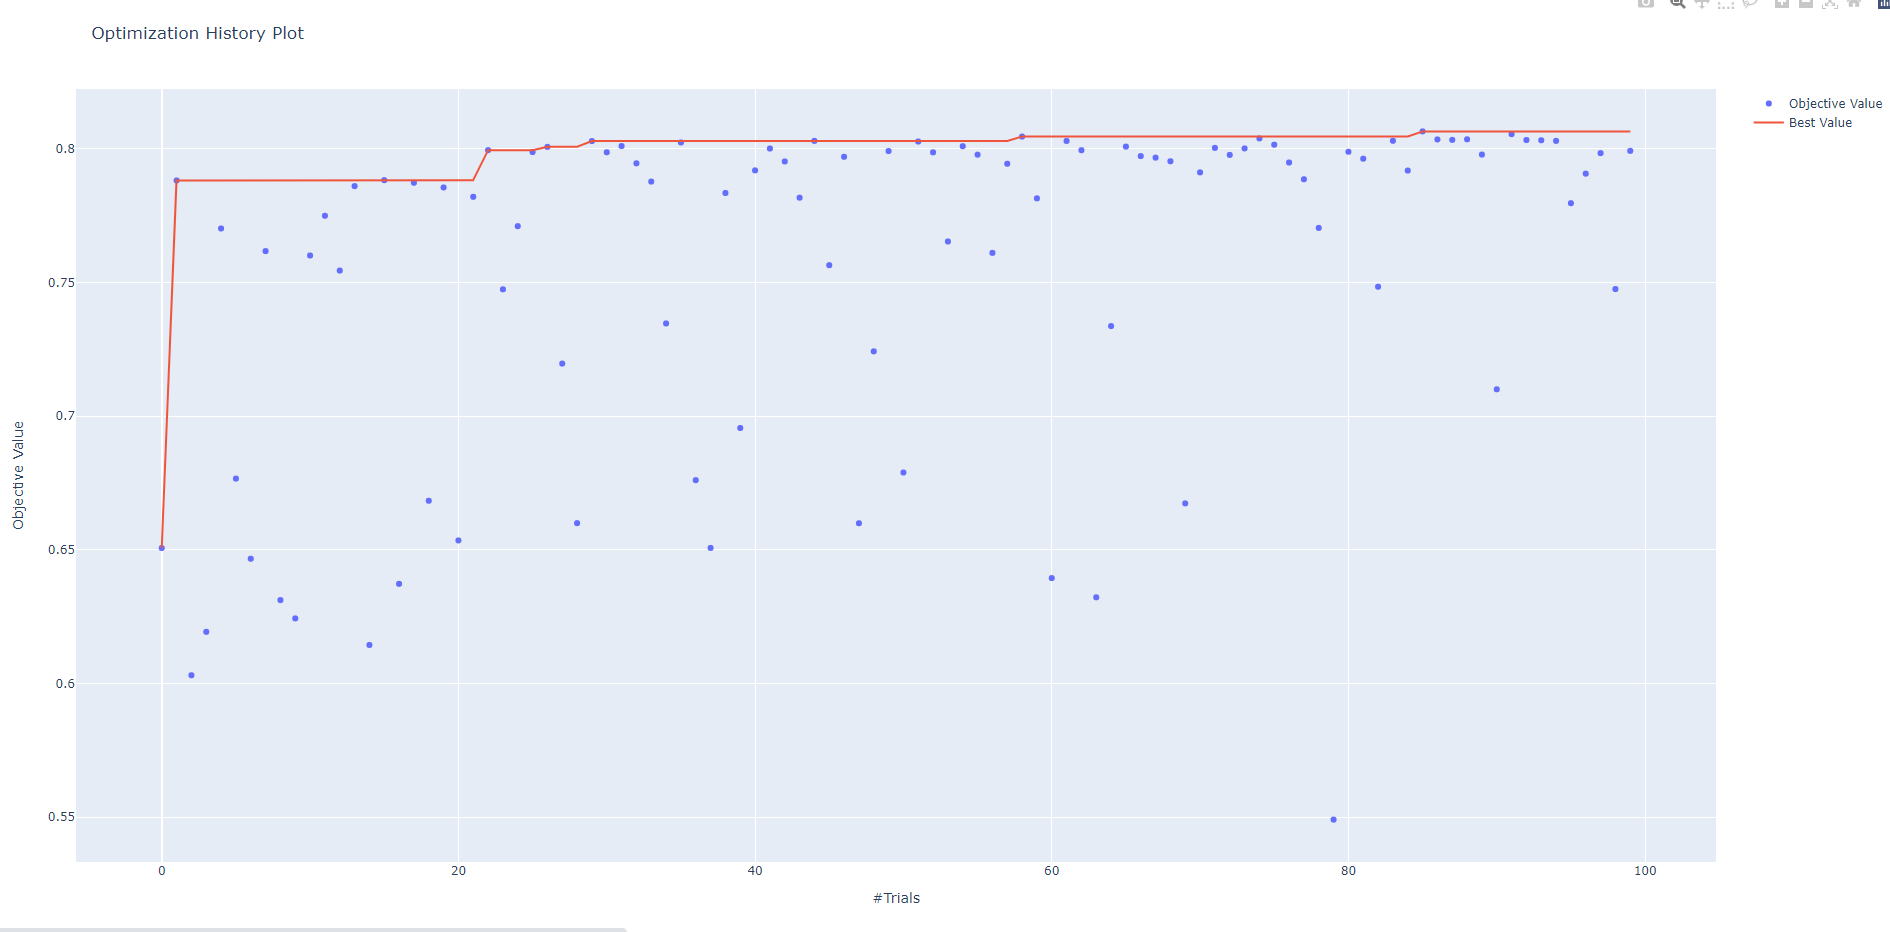 Optimization History Plot
Objective Value
Best Value
0.8
0.75
0.7
0.65
0.6
0.55
Objective Value
0 20 40 60 80 100
#Trials